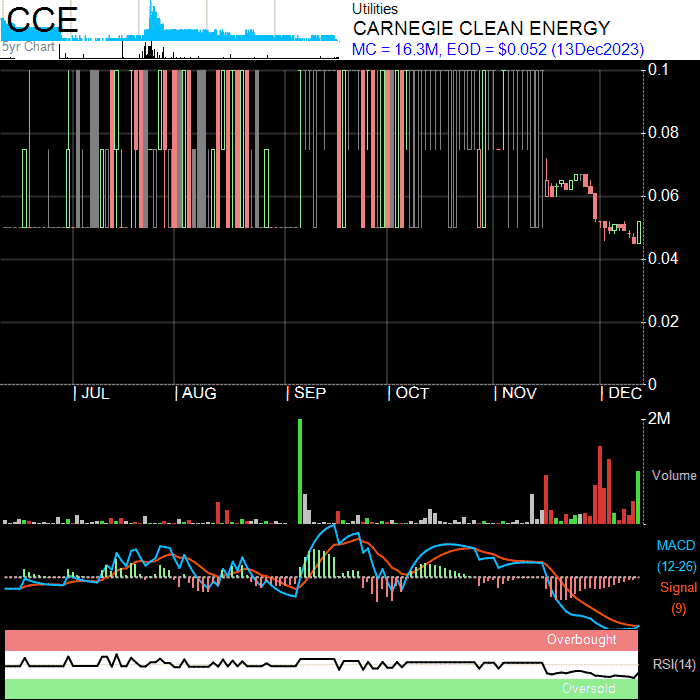 CCE
5yr Chart
Utilities
CARNEGIE CLEAN ENERGY
MC = 16.3M, EOD = $0.052 (13Dec2023)
0.1
0.08
0.06
0.04
0.02
0
JUL AUG SEP OCT NOV DEC
2M
Volume
MACD
(12-26)
Signal
(9)
Overbought
RSI(14)
Oversold